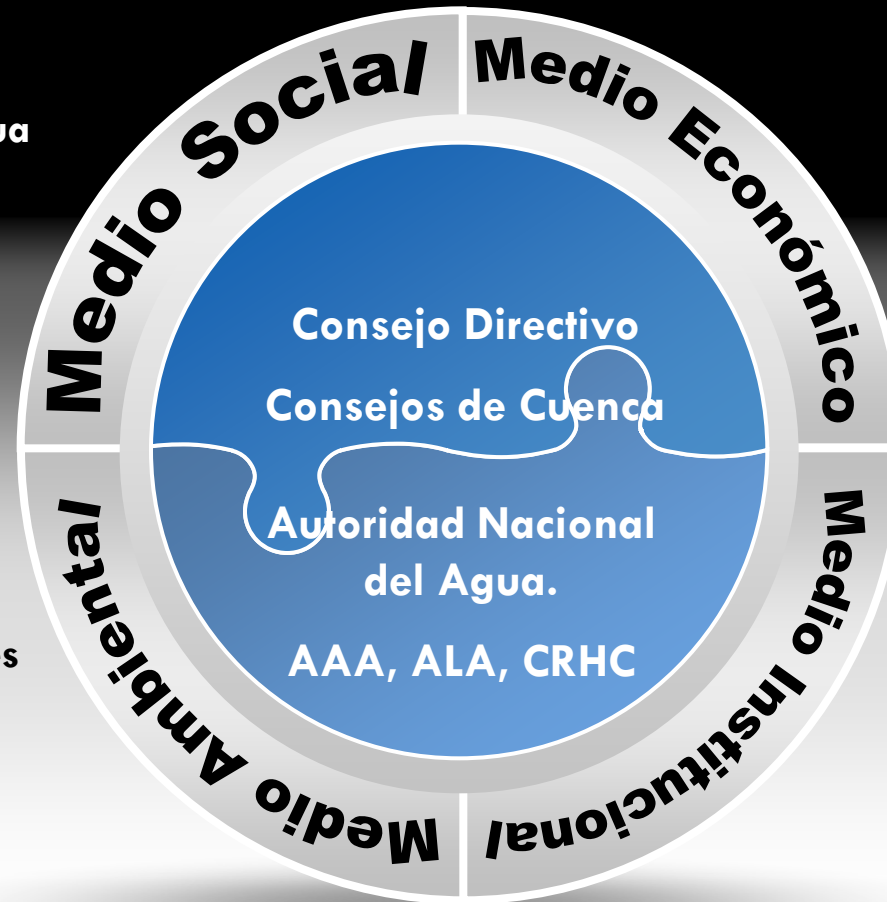 Medio Social
Medio Económico
Consejo Directivo
Consejos de Cuenca
Autoridad Nacional
del Agua.
AAA, ALA, CRHC
Medio Ambiental
Medio Institucional